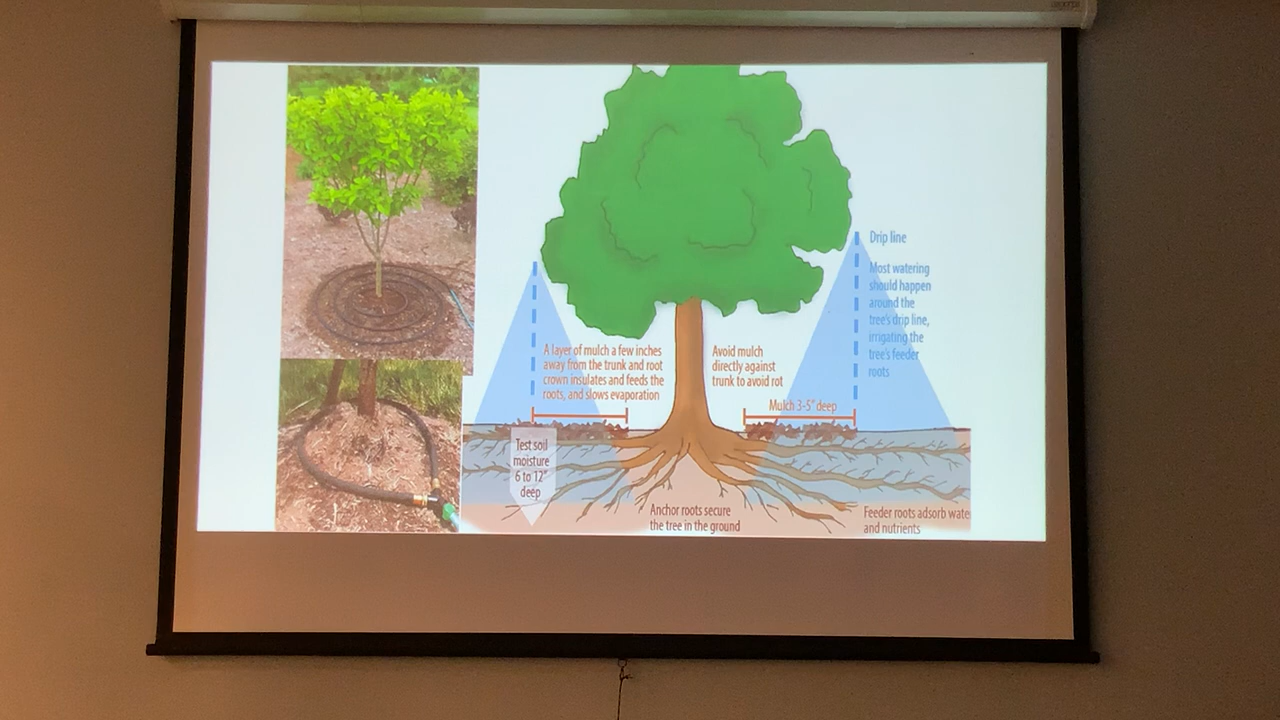 Drip line
Most watering
should happen
around the
tree's drip line,
irrigating the
tree's feeder
roots
A layer of mulch a few inches
away from the trunk and root
crown insulates and feeds the
roots, and slows evaporation
Avoid mulch
directly against
trunk to avoid rot
Mulch 3-5" deep
Test soil
moisture
6 to 12"
deep
Anchor roots secure
the tree in the ground
Feeder roots adsorb wate
and nutrients